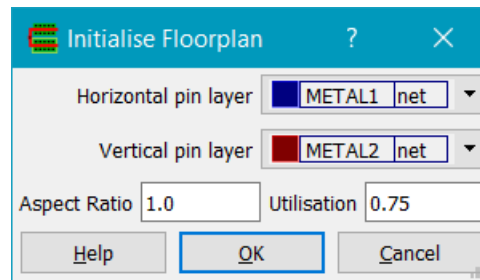 Initialise Floorplan ? ×
Horizontal pin layer METAL1 net
Vertical pin layer METAL2 net
Aspect Ratio 1.0 Utilisation 0.75
Help OK Cancel